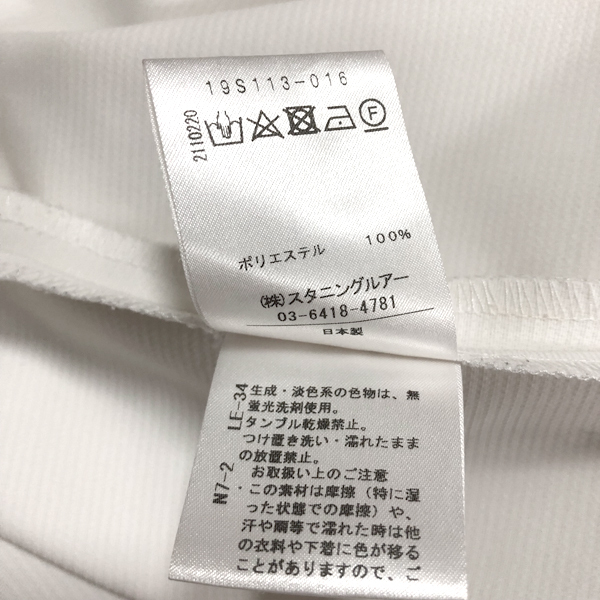 19S113-016
2110220
F
ポリエステル 100%
(株)スタニングルアー
03-6418-4781
日本製
LE-34
N7-2
生成・淡色系の色物は、無
蛍光洗剤使用。
タンブル乾燥禁止。
つけ置き洗い・濡れたまま
の放置禁止。
お取扱い上のご注意
・この素材は摩擦(特に湿
った状態での摩擦)や、
汗や雨等で濡れた時は他
の衣料や下着に色が移る
ことがありますので、ご